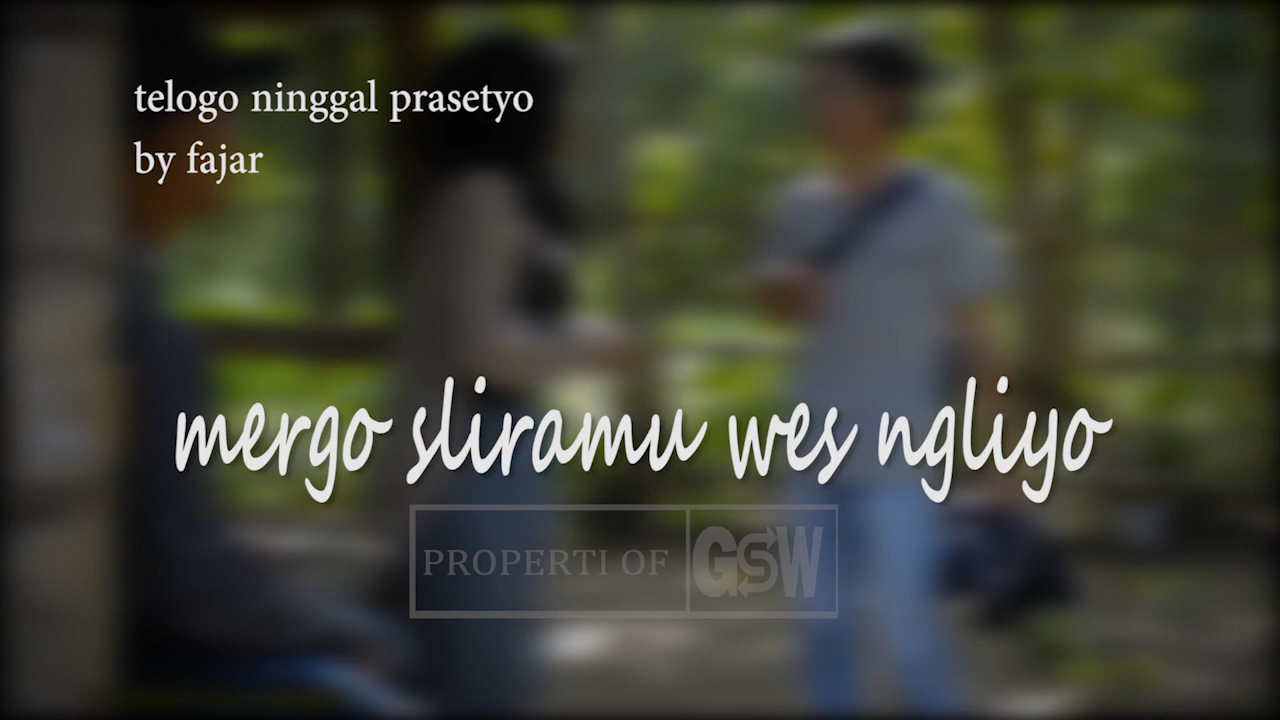 telogo ninggal prasetyo
by fajar
mergo sliramu wes ngliyo
PROPERTI OF GSW